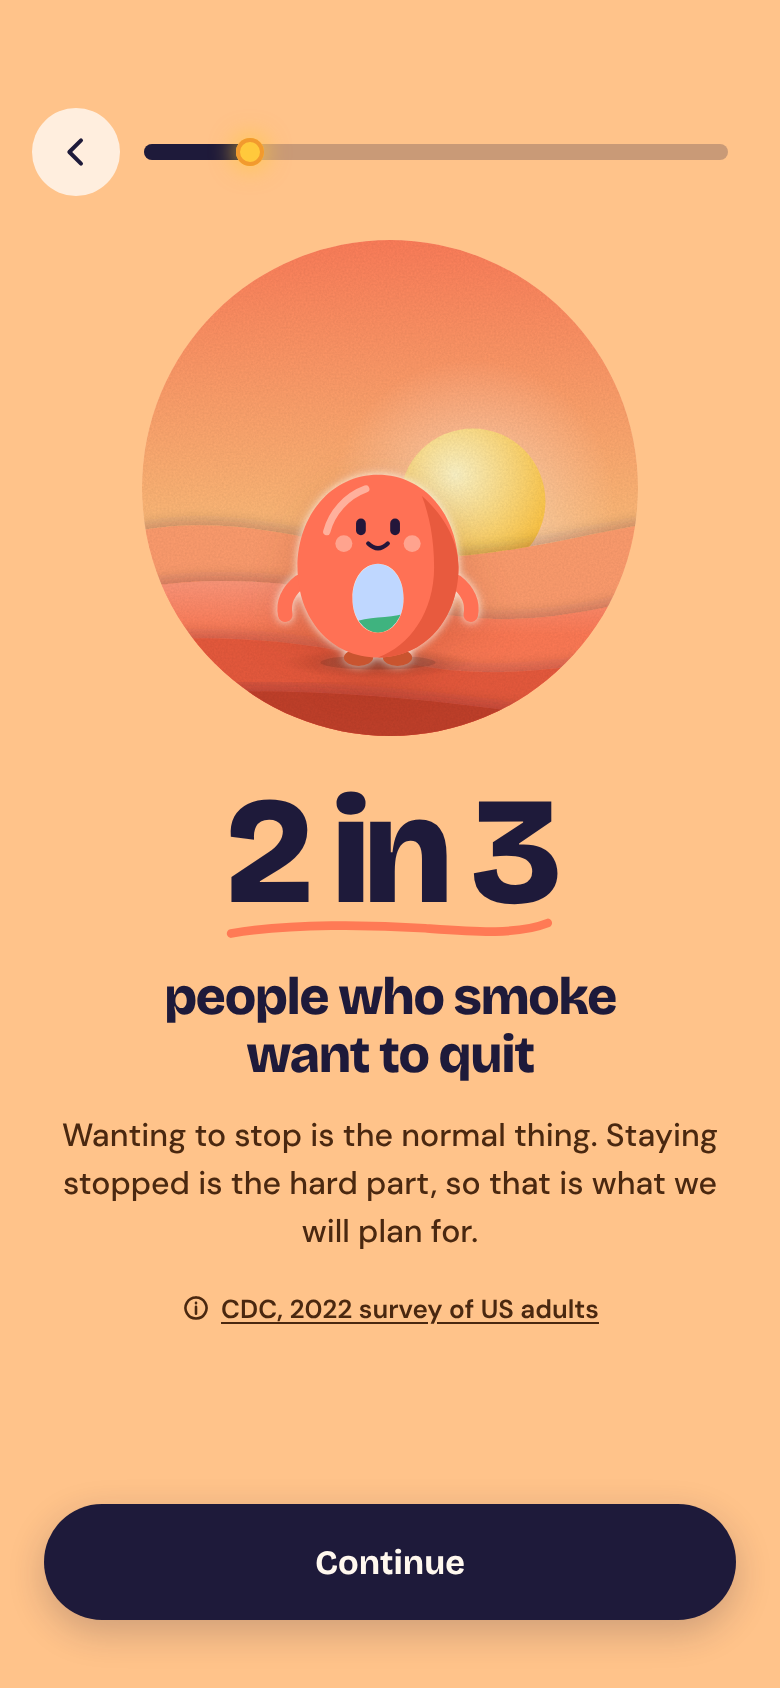 2 in 3
people who smoke
want to quit
Wanting to stop is the normal thing. Staying
stopped is the hard part, so that is what we
will plan for.
CDC, 2022 survey of US adults
Continue